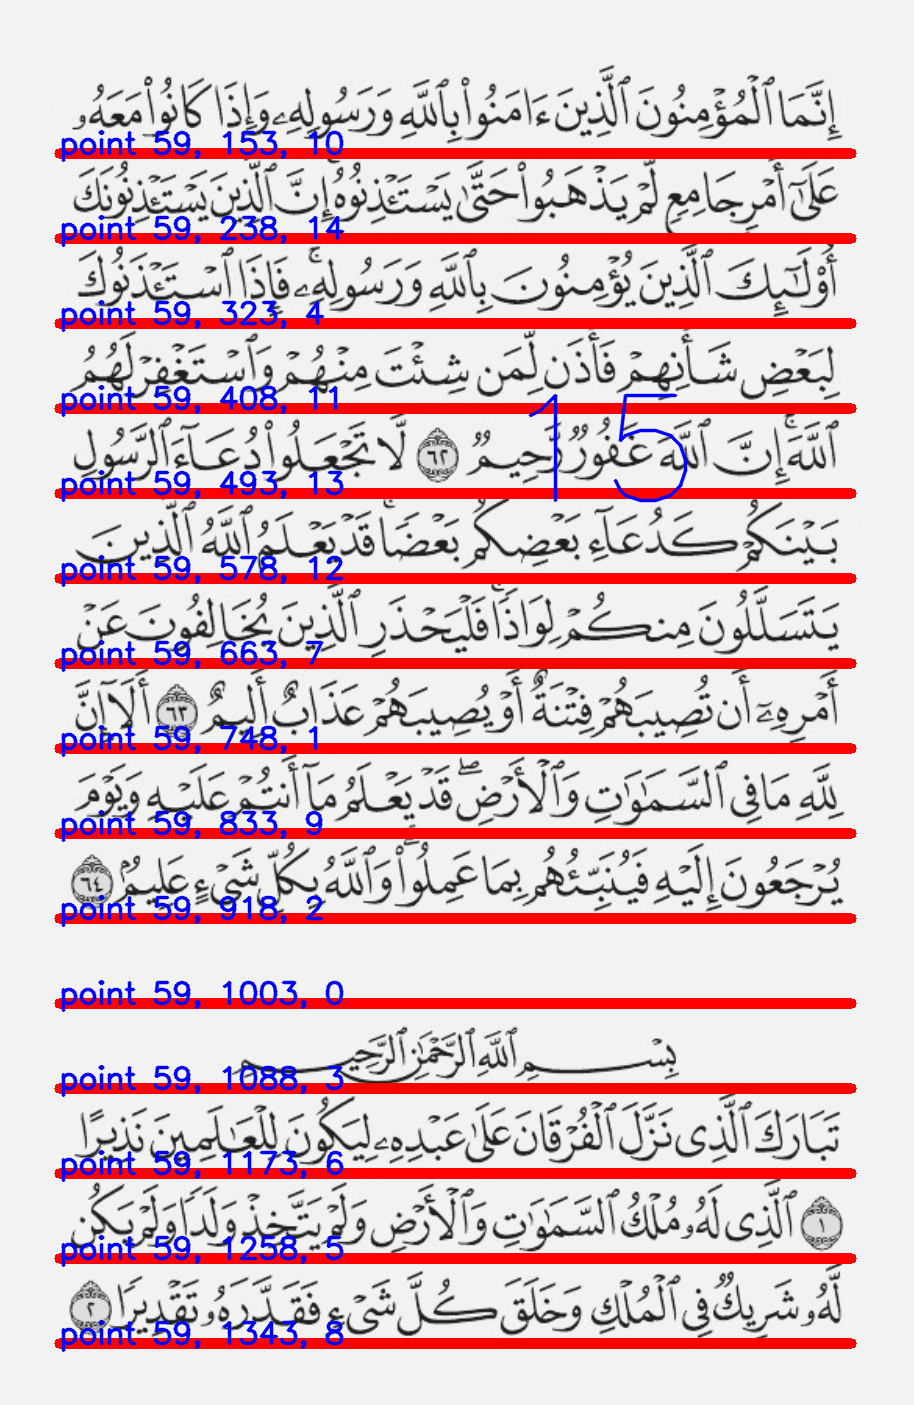 إِنَّمَا ٱلْمُؤْمِنُونَ ٱلَّذِينَ ءَامَنُوا۟ بِٱللَّهِ وَرَسُولِهِۦ وَإِذَا كَانُوا۟ مَعَهُۥ
point 59, 153, 10
عَلَىٰٓ أَمْرٍ جَامِعٍ لَّمْ يَذْهَبُوا۟ حَتَّىٰ يَسْتَـْٔذِنُوهُ ۚ إِنَّ ٱلَّذِينَ يَسْتَـْٔذِنُونَكَ
point 59, 238, 14
أُو۟لَـٰٓئِكَ ٱلَّذِينَ يُؤْمِنُونَ بِٱللَّهِ وَرَسُولِهِۦ ۚ فَإِذَا ٱسْتَـْٔذَنُوكَ
point 59, 323, 4
لِبَعْضِ شَأْنِهِمْ فَأْذَن لِّمَن شِئْتَ مِنْهُمْ وَٱسْتَغْفِرْ لَهُمُ
point 59, 408, 11
15
ٱللَّهَ ۚ إِنَّ ٱللَّهَ غَفُورٌ رَّحِيمٌ ٦٢ لَّا تَجْعَلُوا۟ دُعَآءَ ٱلرَّسُولِ
point 59, 493, 13
بَيْنَكُمْ كَدُعَآءِ بَعْضِكُم بَعْضًا ۚ قَدْ يَعْلَمُ ٱللَّهُ ٱلَّذِينَ
point 59, 578, 12
يَتَسَلَّلُونَ مِنكُمْ لِوَاذًا ۚ فَلْيَحْذَرِ ٱلَّذِينَ يُخَالِفُونَ عَنْ
point 59, 663, 7
أَمْرِهِۦٓ أَن تُصِيبَهُمْ فِتْنَةٌ أَوْ يُصِيبَهُمْ عَذَابٌ أَلِيمٌ ٦٣ أَلَآ إِنَّ
point 59, 748, 1
لِلَّهِ مَا فِى ٱلسَّمَـٰوَٰتِ وَٱلْأَرْضِ ۖ قَدْ يَعْلَمُ مَآ أَنتُمْ عَلَيْهِ وَيَوْمَ
point 59, 833, 9
يُرْجَعُونَ إِلَيْهِ فَيُنَبِّئُهُم بِمَا عَمِلُوا۟ ۗ وَٱللَّهُ بِكُلِّ شَىْءٍ عَلِيمٌۢ ٦٤
point 59, 918, 2
point 59, 1003, 0
بِسْمِ ٱللَّهِ ٱلرَّحْمَـٰنِ ٱلرَّحِيمِ
point 59, 1088, 3
تَبَارَكَ ٱلَّذِى نَزَّلَ ٱلْفُرْقَانَ عَلَىٰ عَبْدِهِۦ لِيَكُونَ لِلْعَـٰلَمِينَ نَذِيرًا
point 59, 1173, 6
١ ٱلَّذِى لَهُۥ مُلْكُ ٱلسَّمَـٰوَٰتِ وَٱلْأَرْضِ وَلَمْ يَتَّخِذْ وَلَدًا وَلَمْ يَكُن
point 59, 1258, 5
لَّهُۥ شَرِيكٌ فِى ٱلْمُلْكِ وَخَلَقَ كُلَّ شَىْءٍ فَقَدَّرَهُۥ تَقْدِيرًا ٢
point 59, 1343, 8